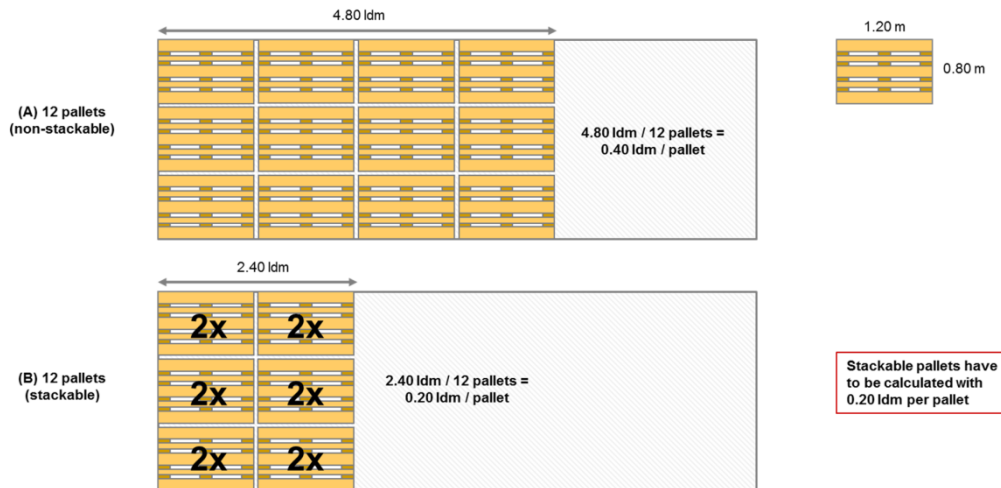 4.80 ldm
1.20 m
0.80 m
(A) 12 pallets
(non-stackable)
4.80 ldm / 12 pallets =
0.40 ldm / pallet
2.40 ldm
2x 2x
(B) 12 pallets
(stackable)
2x 2x
2.40 ldm / 12 pallets =
0.20 ldm / pallet
2x 2x
Stackable pallets have
to be calculated with
0.20 ldm per pallet